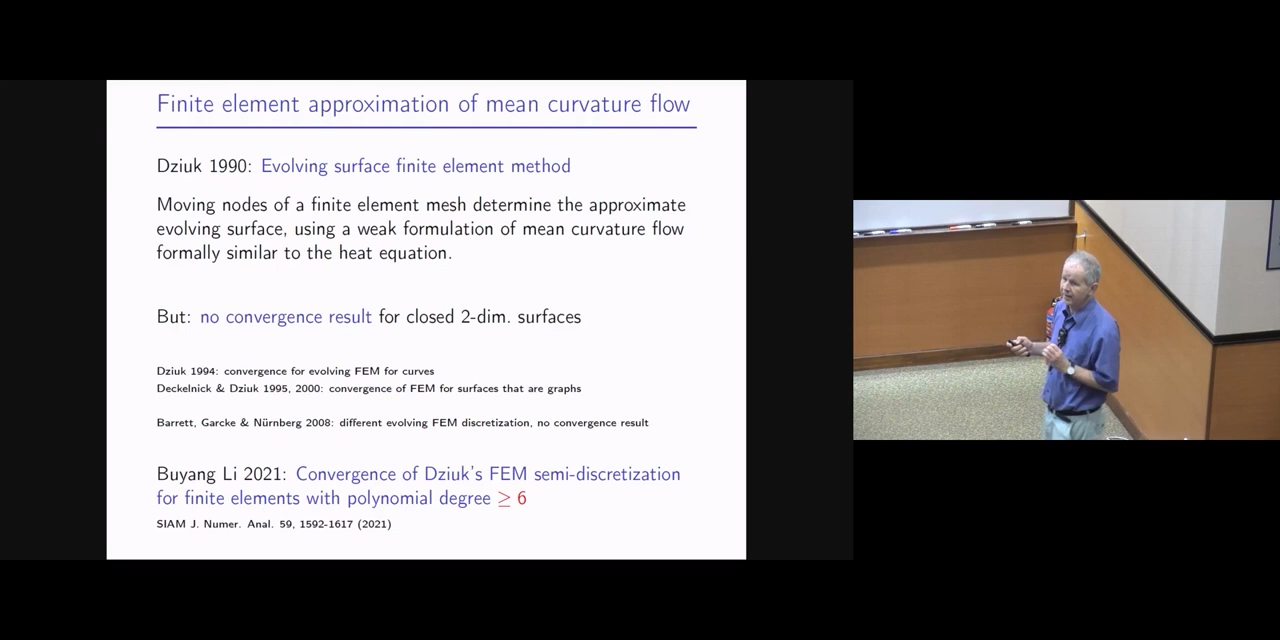 Finite element approximation of mean curvature flow
Dziuk 1990: Evolving surface finite element method
Moving nodes of a finite element mesh determine the approximate
evolving surface, using a weak formulation of mean curvature flow
formally similar to the heat equation.
But: no convergence result for closed 2-dim. surfaces
Dziuk 1994: convergence for evolving FEM for curves
Deckelnick & Dziuk 1995, 2000: convergence of FEM for surfaces that are graphs
Barrett, Garcke & Nürnberg 2008: different evolving FEM discretization, no convergence result
Buyang Li 2021: Convergence of Dziuk's FEM semi-discretization
for finite elements with polynomial degree ≥ 6
SIAM J. Numer. Anal. 59, 1592-1617 (2021)